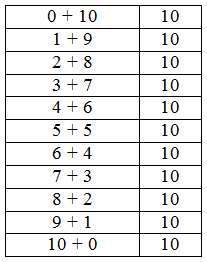 0 + 10 10
1 + 9 10
2 + 8 10
3 + 7 10
4 + 6 10
5 + 5 10
6 + 4 10
7 + 3 10
8 + 2 10
9 + 1 10
10 + 0 10